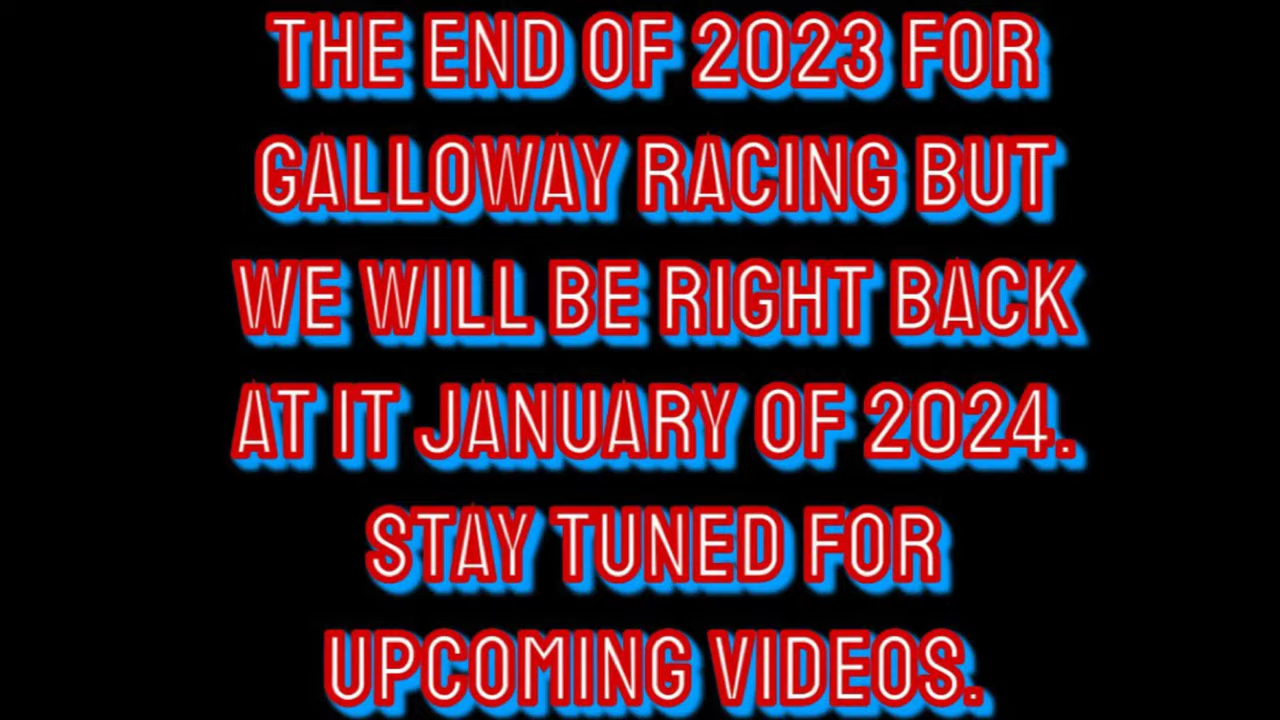 THE END OF 2023 FOR
GALLOWAY RACING BUT
WE WILL BE RIGHT BACK
AT IT JANUARY OF 2024.
STAY TUNED FOR
UPCOMING VIDEOS.